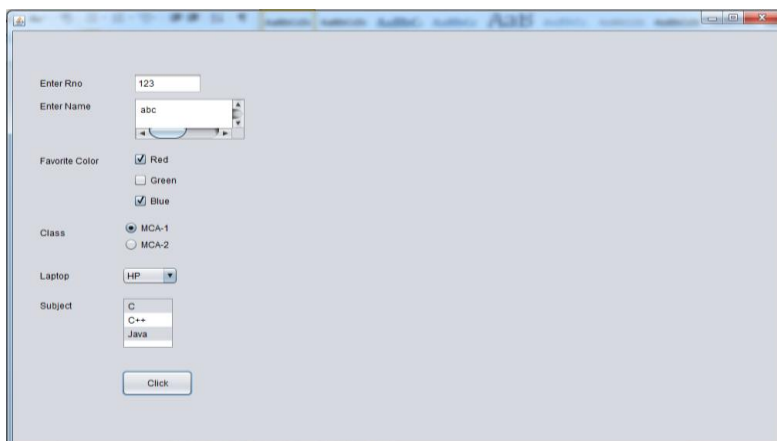 Enter Rno 123
Enter Name abc
Favorite Color Red
Green
Blue
Class MCA-1
MCA-2
Laptop HP
Subject C
C++
Java
Click